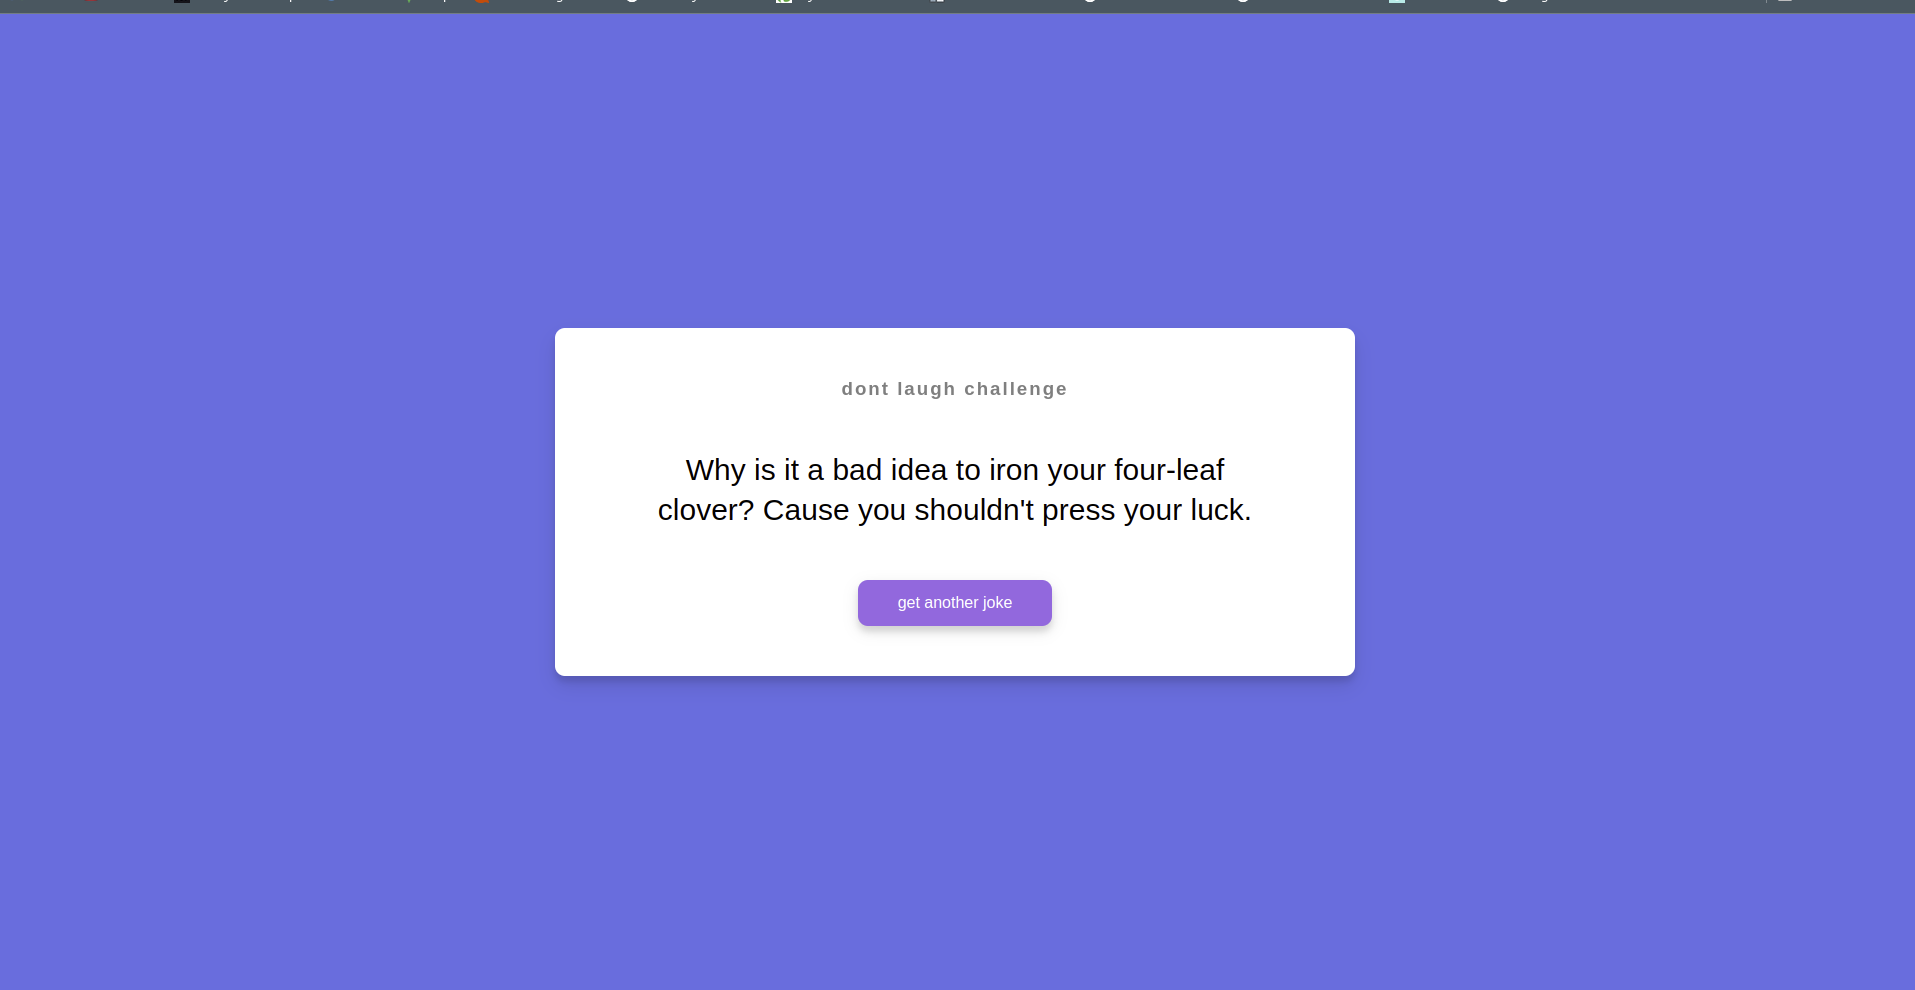 dont laugh challenge
Why is it a bad idea to iron your four-leaf
clover? Cause you shouldn't press your luck.
get another joke